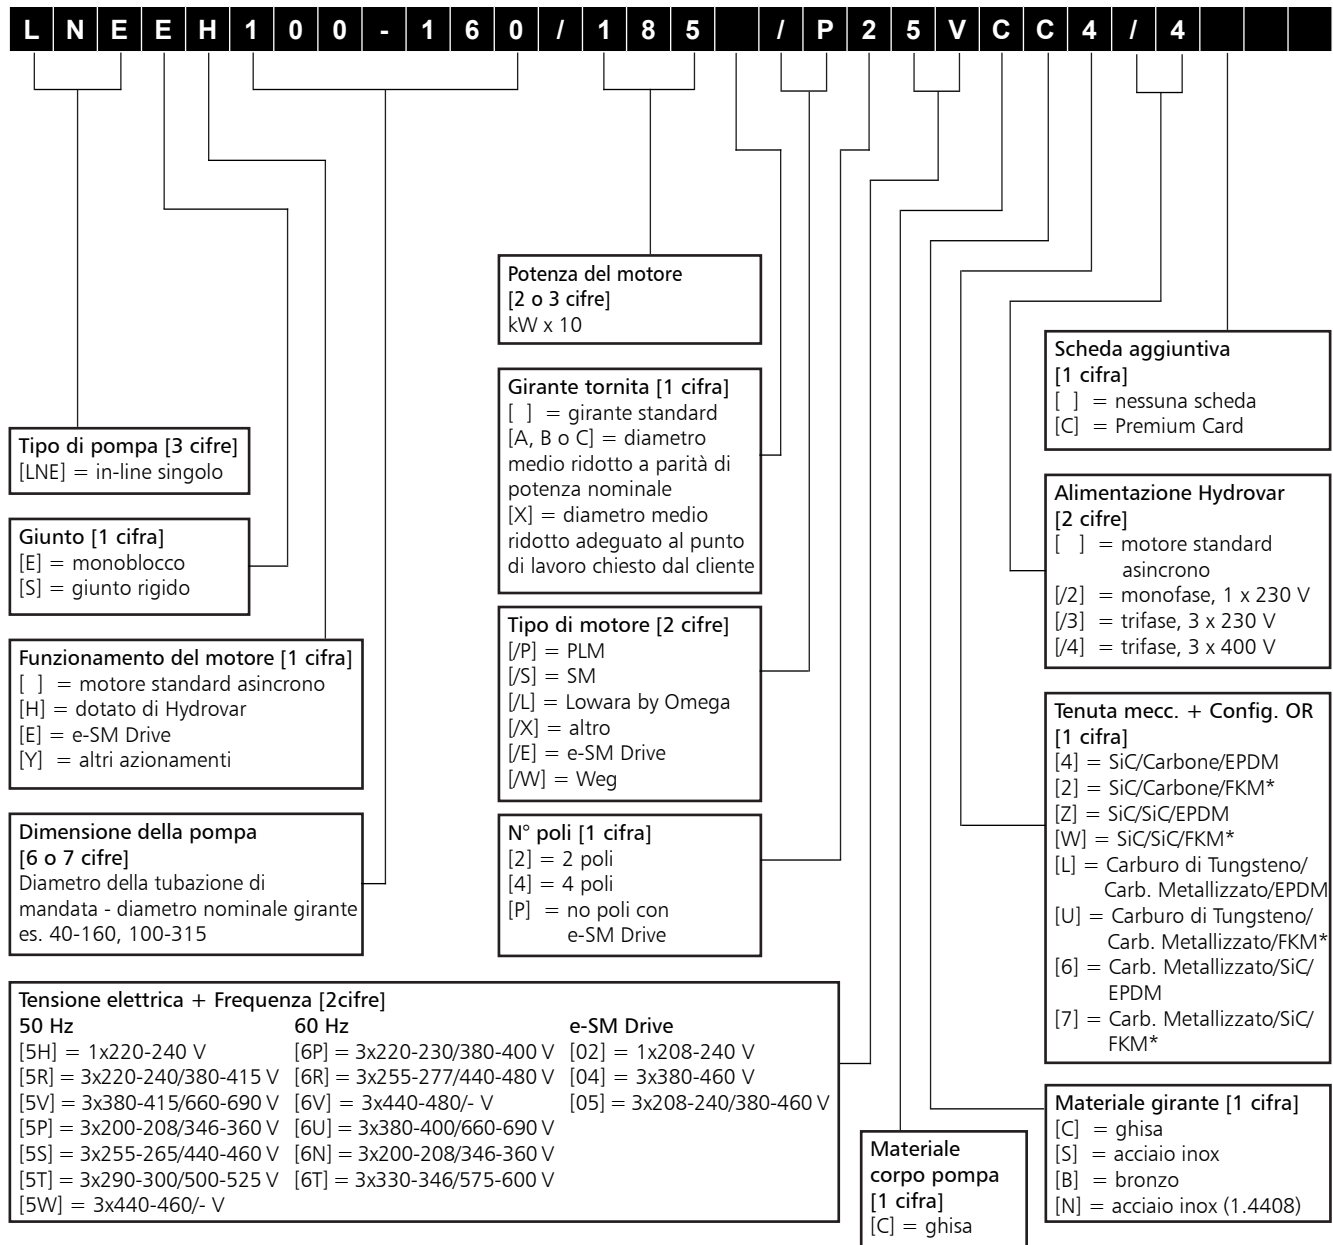 L N E E H 1 0 0 - 1 6 0 / 1 8 5 / P 2 5 V C C 4 / 4
Potenza del motore
[2 o 3 cifre]
kW x 10
Girante tornita [1 cifra]
[ ] = girante standard
[A, B o C] = diametro
medio ridotto a parità di
potenza nominale
[X] = diametro medio
ridotto adeguato al punto
di lavoro chiesto dal cliente
Scheda aggiuntiva
[1 cifra]
[ ] = nessuna scheda
[C] = Premium Card
Tipo di pompa [3 cifre]
[LNE] = in-line singolo
Alimentazione Hydrovar
[2 cifre]
[ ] = motore standard
asincrono
[/2] = monofase, 1 x 230 V
[/3] = trifase, 3 x 230 V
[/4] = trifase, 3 x 400 V
Giunto [1 cifra]
[E] = monoblocco
[S] = giunto rigido
Tipo di motore [2 cifre]
[/P] = PLM
[/S] = SM
[/L] = Lowara by Omega
[/X] = altro
[/E] = e-SM Drive
[/W] = Weg
Funzionamento del motore [1 cifra]
[ ] = motore standard asincrono
[H] = dotato di Hydrovar
[E] = e-SM Drive
[Y] = altri azionamenti
Tenuta mecc. + Config. OR
[1 cifra]
[4] = SiC/Carbone/EPDM
[2] = SiC/Carbone/FKM*
[Z] = SiC/SiC/EPDM
[W] = SiC/SiC/FKM*
[L] = Carburo di Tungsteno/
Carb. Metallizzato/EPDM
[U] = Carburo di Tungsteno/
Carb. Metallizzato/FKM*
[6] = Carb. Metallizzato/SiC/
EPDM
[7] = Carb. Metallizzato/SiC/
FKM*
Dimensione della pompa
[6 o 7 cifre]
Diametro della tubazione di
mandata - diametro nominale girante
es. 40-160, 100-315
N° poli [1 cifra]
[2] = 2 poli
[4] = 4 poli
[P] = no poli con
e-SM Drive
Tensione elettrica + Frequenza [2cifre]
50 Hz 60 Hz e-SM Drive
[5H] = 1x220-240 V [6P] = 3x220-230/380-400 V [02] = 1x208-240 V
[5R] = 3x220-240/380-415 V [6R] = 3x255-277/440-480 V [04] = 3x380-460 V
[5V] = 3x380-415/660-690 V [6V] = 3x440-480/- V [05] = 3x208-240/380-460 V
[5P] = 3x200-208/346-360 V [6U] = 3x380-400/660-690 V
[5S] = 3x255-265/440-460 V [6N] = 3x200-208/346-360 V
[5T] = 3x290-300/500-525 V [6T] = 3x330-346/575-600 V
[5W] = 3x440-460/- V
Materiale
corpo pompa
[1 cifra]
[C] = ghisa
Materiale girante [1 cifra]
[C] = ghisa
[S] = acciaio inox
[B] = bronzo
[N] = acciaio inox (1.4408)